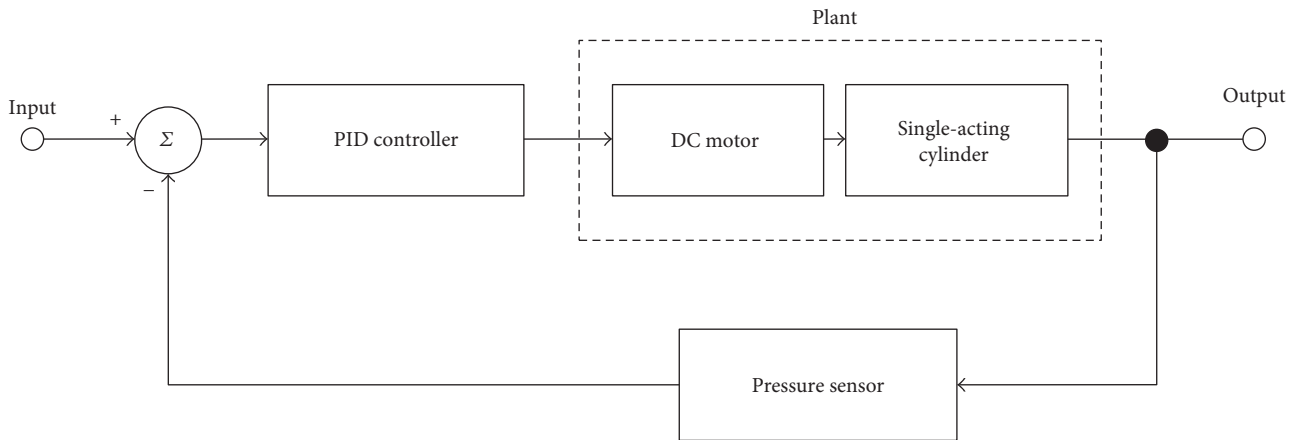 Plant
Input
+
Σ
−
PID controller
DC motor
Single-acting
cylinder
Output
Pressure sensor